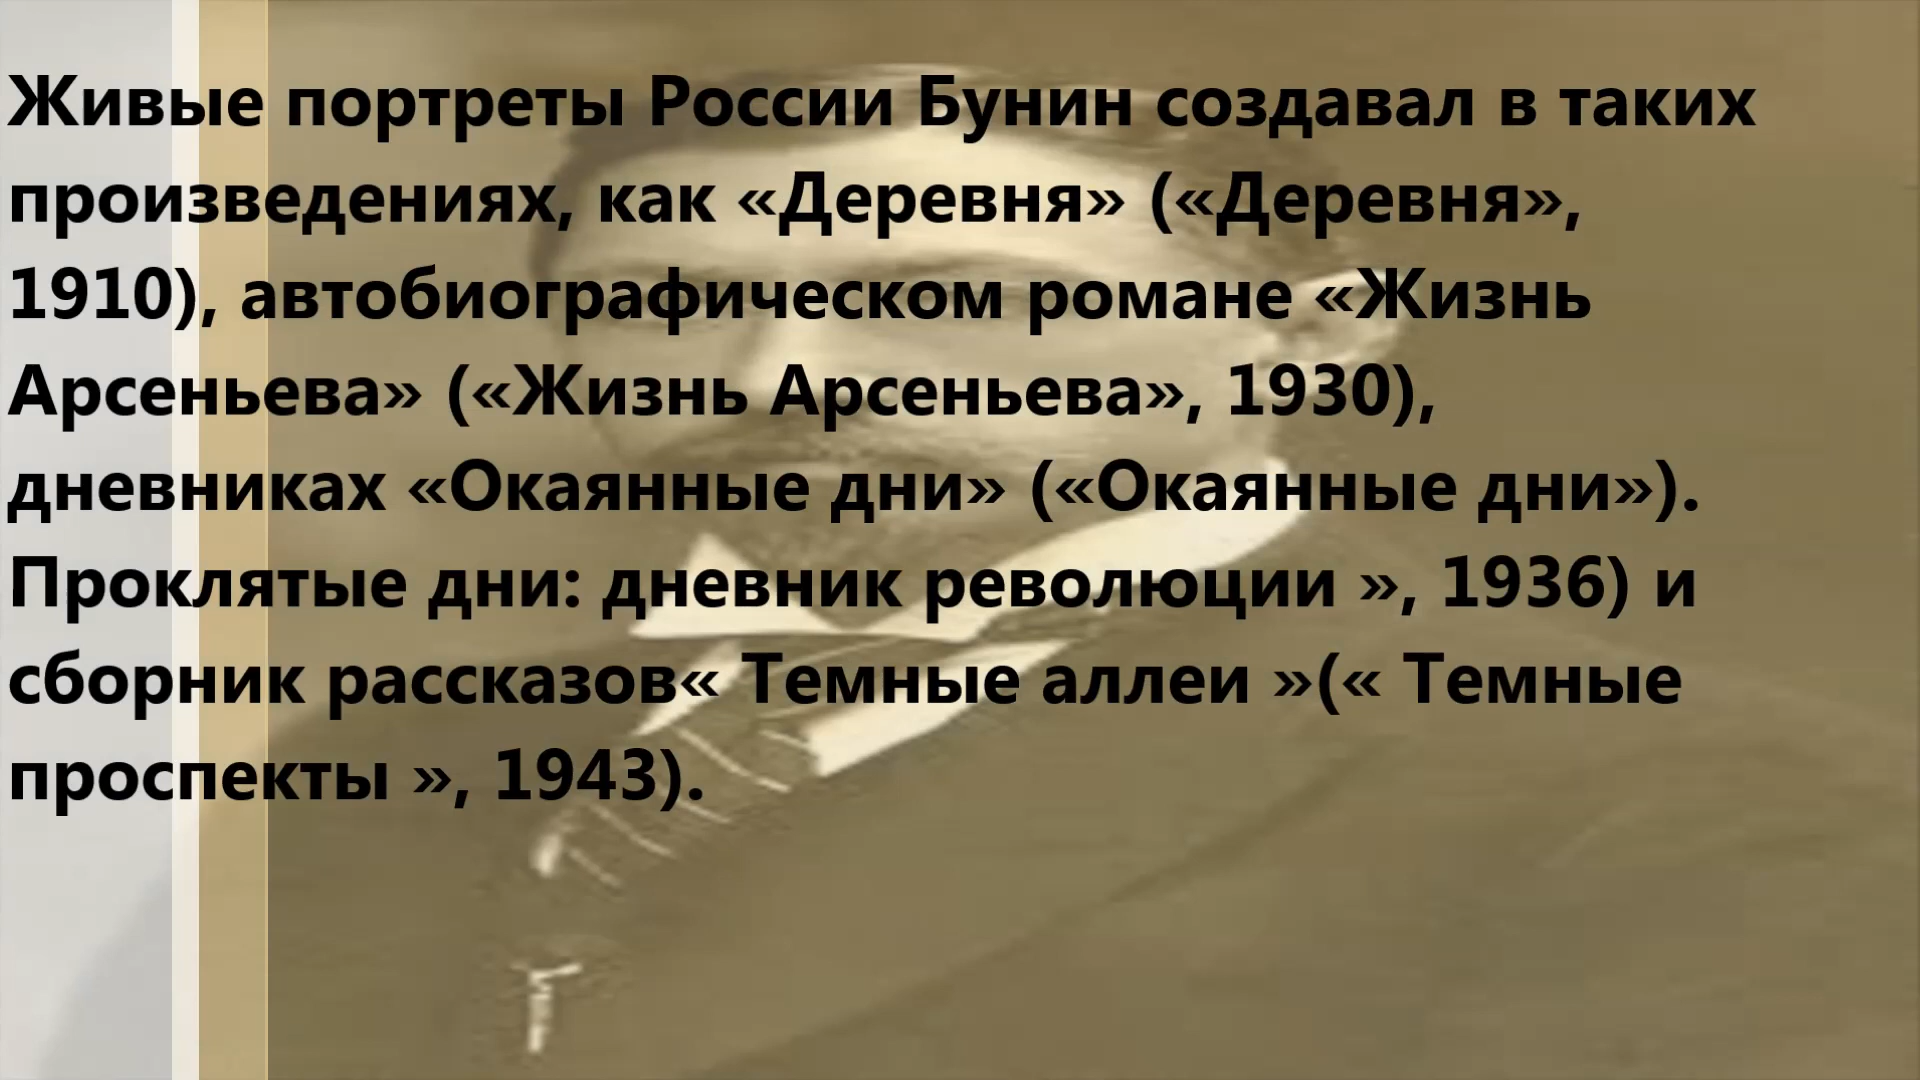 Живые портреты России Бунин создавал в таких
произведениях, как «Деревня» («Деревня»,
1910), автобиографическом романе «Жизнь
Арсеньева» («Жизнь Арсеньева», 1930),
дневниках «Окаянные дни» («Окаянные дни»).
Проклятые дни: дневник революции », 1936) и
сборник рассказов« Темные аллеи »(« Темные
проспекты », 1943).